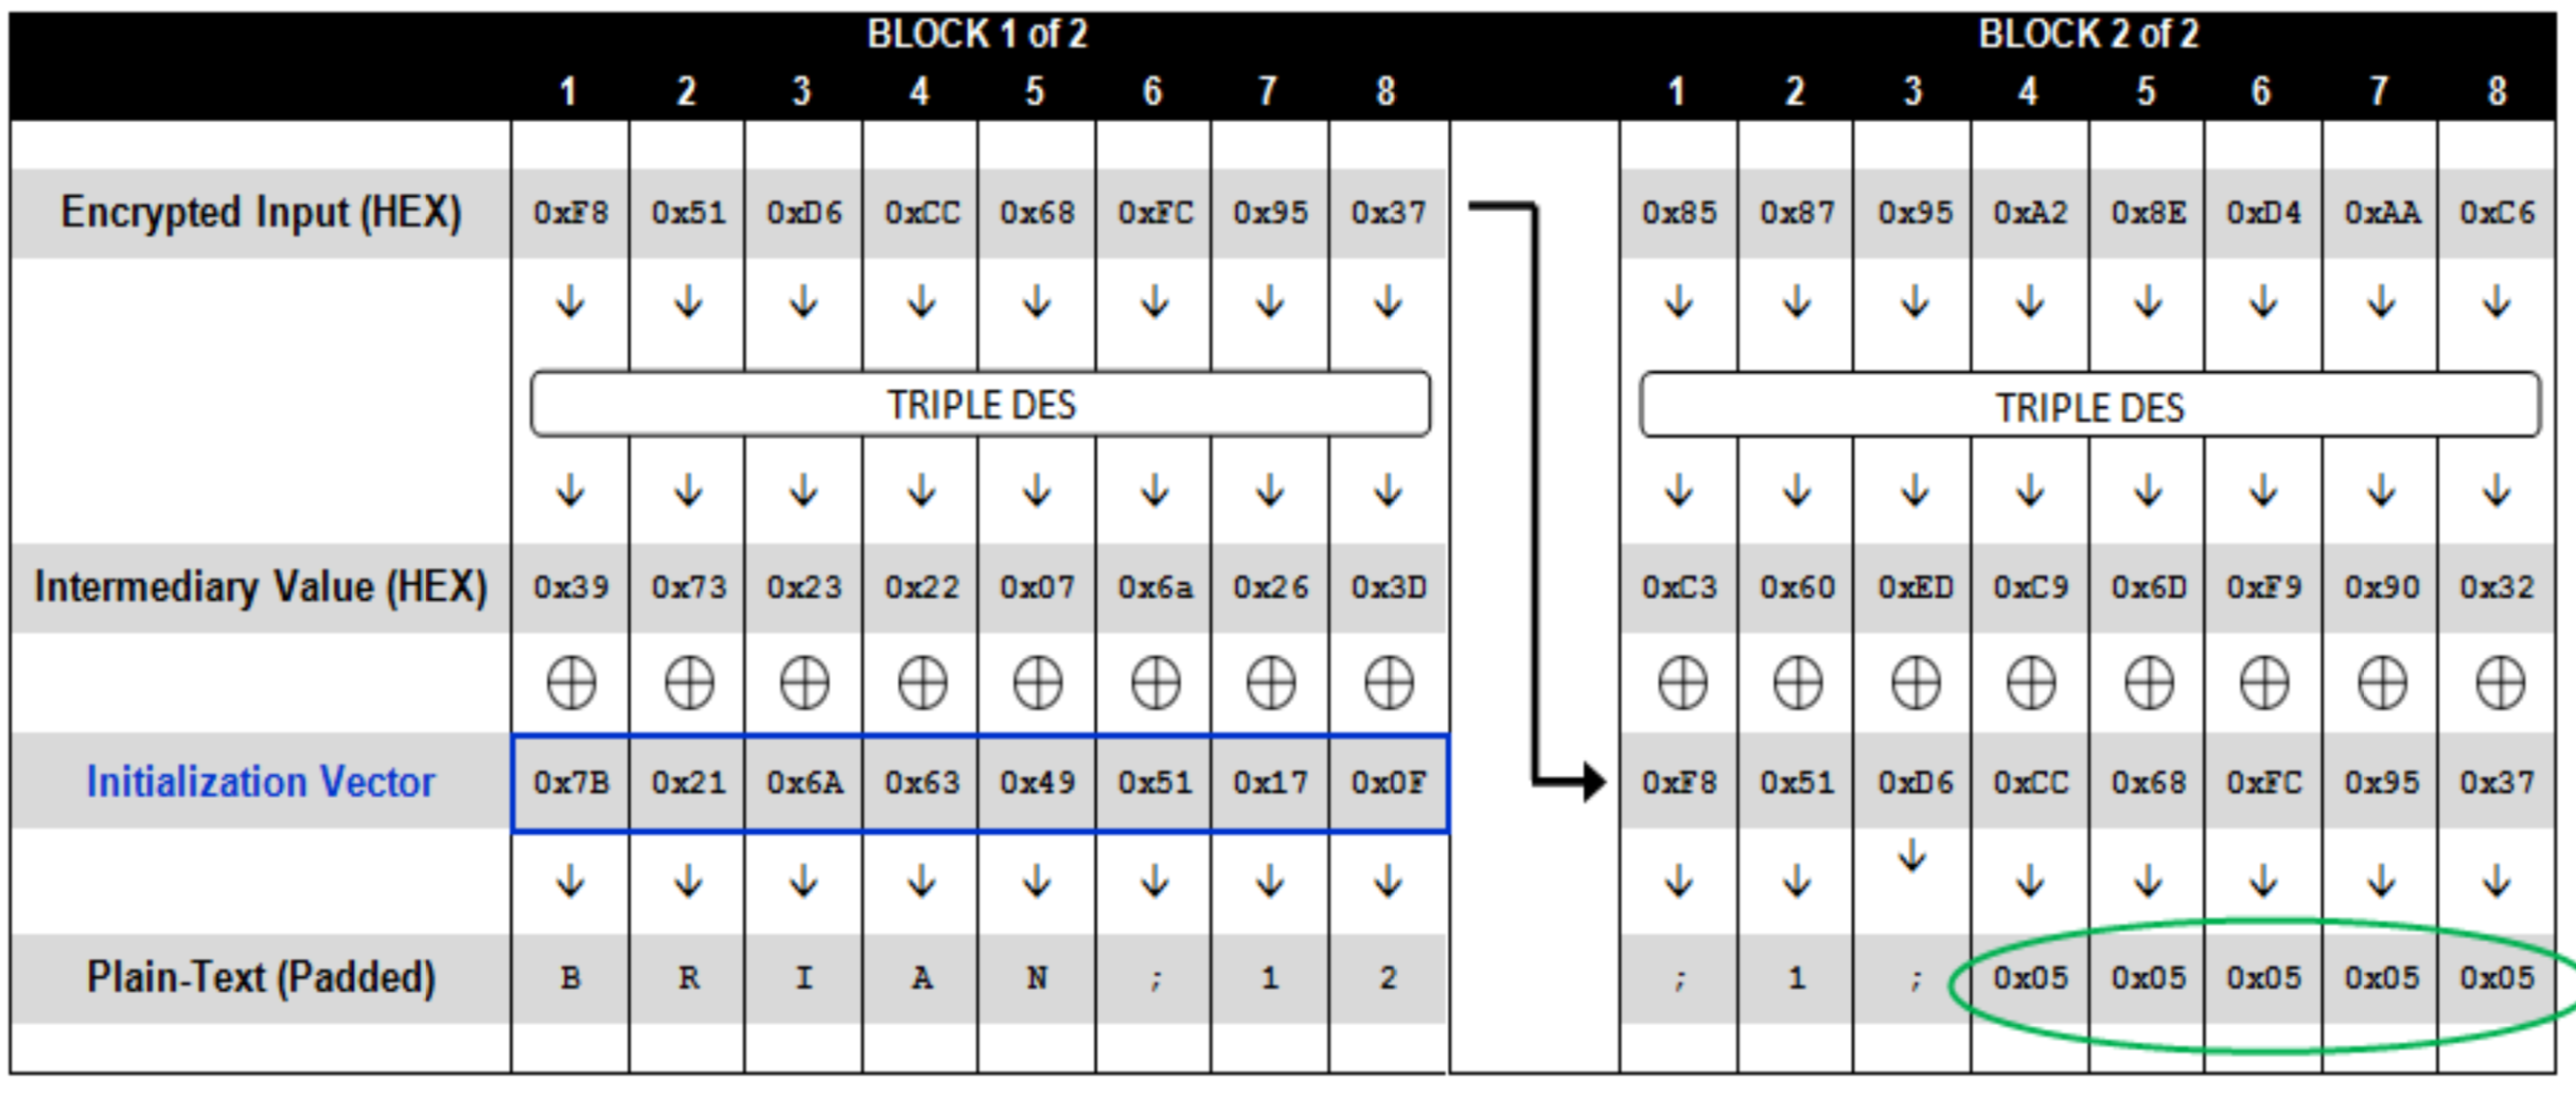 BLOCK 1 of 2 BLOCK 2 of 2
1 2 3 4 5 6 7 8 1 2 3 4 5 6 7 8
Encrypted Input (HEX) 0xF8 0x51 0xD6 0xCC 0x68 0xFC 0x95 0x37 0x85 0x87 0x95 0xA2 0x8E 0xD4 0xAA 0xC6
TRIPLE DES TRIPLE DES
Intermediary Value (HEX) 0x39 0x73 0x23 0x22 0x07 0x6a 0x26 0x3D 0xC3 0x60 0xED 0xC9 0x6D 0xF9 0x90 0x32
Initialization Vector 0x7B 0x21 0x6A 0x63 0x49 0x51 0x17 0x0F 0xF8 0x51 0xD6 0xCC 0x68 0xFC 0x95 0x37
Plain-Text (Padded) B R I A N ; 1 2 ; 1 ; 0x05 0x05 0x05 0x05 0x05